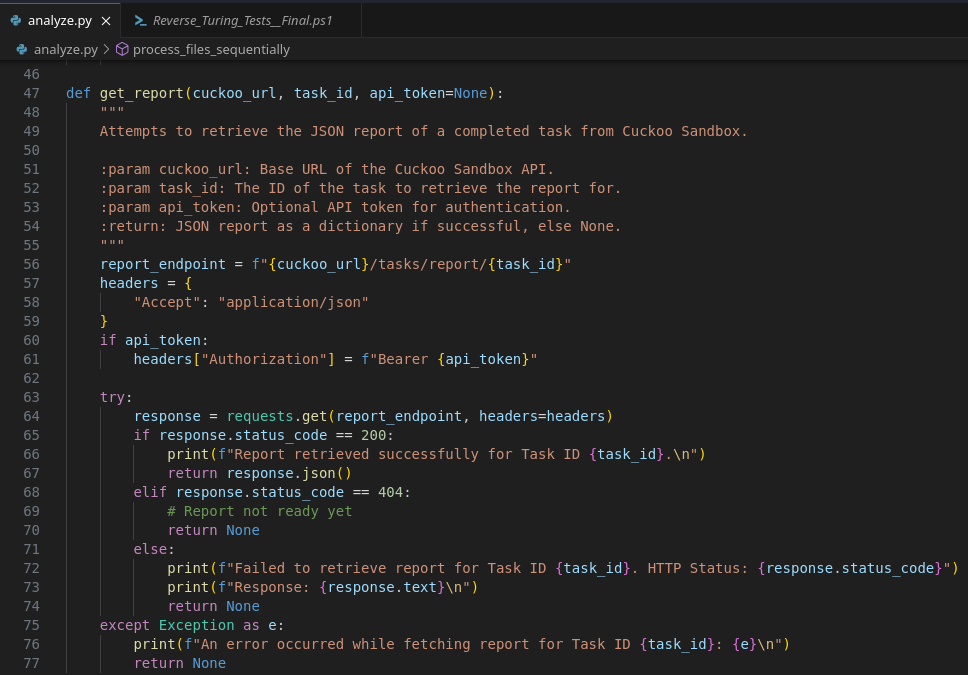 analyze.py × Reverse_Turing_Tests__Final.ps1
analyze.py > process_files_sequentially
46
47 def get_report(cuckoo_url, task_id, api_token=None):
48     """
49     Attempts to retrieve the JSON report of a completed task from Cuckoo Sandbox.
50
51     :param cuckoo_url: Base URL of the Cuckoo Sandbox API.
52     :param task_id: The ID of the task to retrieve the report for.
53     :param api_token: Optional API token for authentication.
54     :return: JSON report as a dictionary if successful, else None.
55     """
56     report_endpoint = f"{cuckoo_url}/tasks/report/{task_id}"
57     headers = {
58         "Accept": "application/json"
59     }
60     if api_token:
61         headers["Authorization"] = f"Bearer {api_token}"
62
63     try:
64         response = requests.get(report_endpoint, headers=headers)
65         if response.status_code == 200:
66             print(f"Report retrieved successfully for Task ID {task_id}.\n")
67             return response.json()
68         elif response.status_code == 404:
69             # Report not ready yet
70             return None
71         else:
72             print(f"Failed to retrieve report for Task ID {task_id}. HTTP Status: {response.status_code}")
73             print(f"Response: {response.text}\n")
74             return None
75     except Exception as e:
76         print(f"An error occurred while fetching report for Task ID {task_id}: {e}\n")
77         return None